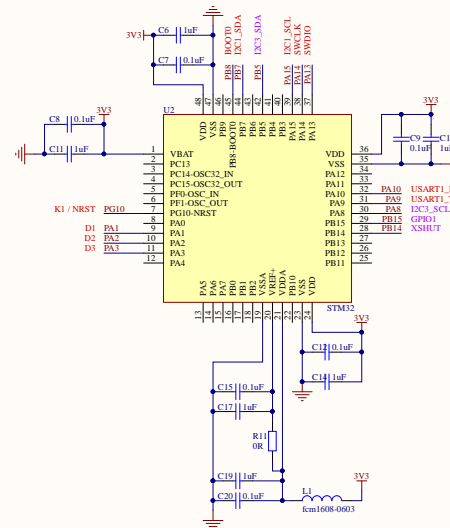 C6 1uF
3V3
C7 0.1uF
BOOT0
I2C1_SDA
I2C3_SDA
I2C1_SCL
SWCLK
SWDIO
PB8
PB7
PB5
PA15
PA14
PA13
48 47 46 45 44 43 42 41 40 39 38 37
U2
VDD
VSS
PB9
PB8-BOOT0
PB7
PB6
PB5
PB4
PB3
PA15
PA14
PA13
C8 0.1uF
3V3
C11 1uF
3V3
C9
0.1uF
1 VBAT
2 PC13
3 PC14-OSC32_IN
4 PC15-OSC32_OUT
5 PF0-OSC_IN
6 PF1-OSC_OUT
K1 / NRST PG10 7 PG10-NRST
8 PA0
D1 PA1 9 PA1
D2 PA2 10 PA2
D3 PA3 11 PA3
12 PA4
VDD 36
VSS 35
PA12 34
PA11 33
PA10 32 PA10
PA9 31 PA9
PA8 30 PA8 I2C3_SCL
PB15 29 PB15 GPIO1
PB14 28 PB14 XSHUT
PB13 27
PB12 26
PB11 25
PA5
PA6
PA7
PB0
PB1
PB2
VSSA
VREF+
VDDA
PB10
VSS
VDD
STM32
13 14 15 16 17 18 19 20 21 22 23 24
3V3
C12 0.1uF
C14 1uF
C15 0.1uF
C17 1uF
R11
0R
C19 1uF
C20 0.1uF
L1
fcm1608-0603
3V3